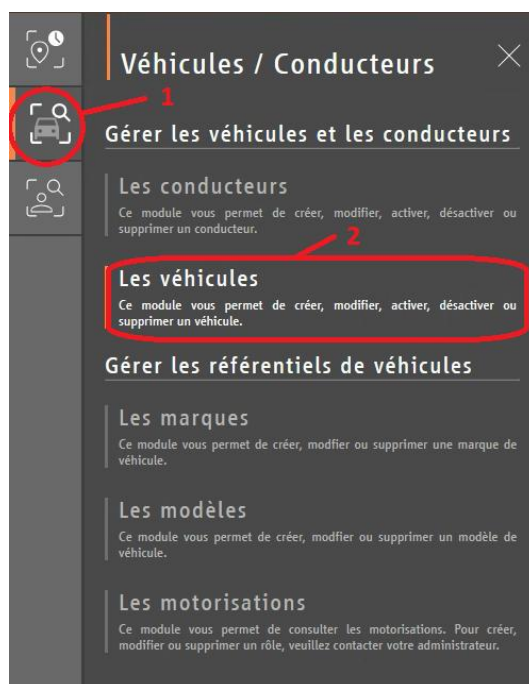 Véhicules / Conducteurs
1
Gérer les véhicules et les conducteurs
Les conducteurs
Ce module vous permet de créer, modifier, activer, désactiver ou
supprimer un conducteur.
2
Les véhicules
Ce module vous permet de créer, modifier, activer, désactiver ou
supprimer un véhicule.
Gérer les référentiels de véhicules
Les marques
Ce module vous permet de créer, modfier ou supprimer une marque de
véhicule.
Les modèles
Ce module vous permet de créer, modfier ou supprimer un modèle de
véhicule.
Les motorisations
Ce module vous permet de consulter les motorisations. Pour créer,
modifier ou supprimer un rôle, veuillez contacter votre administrateur.